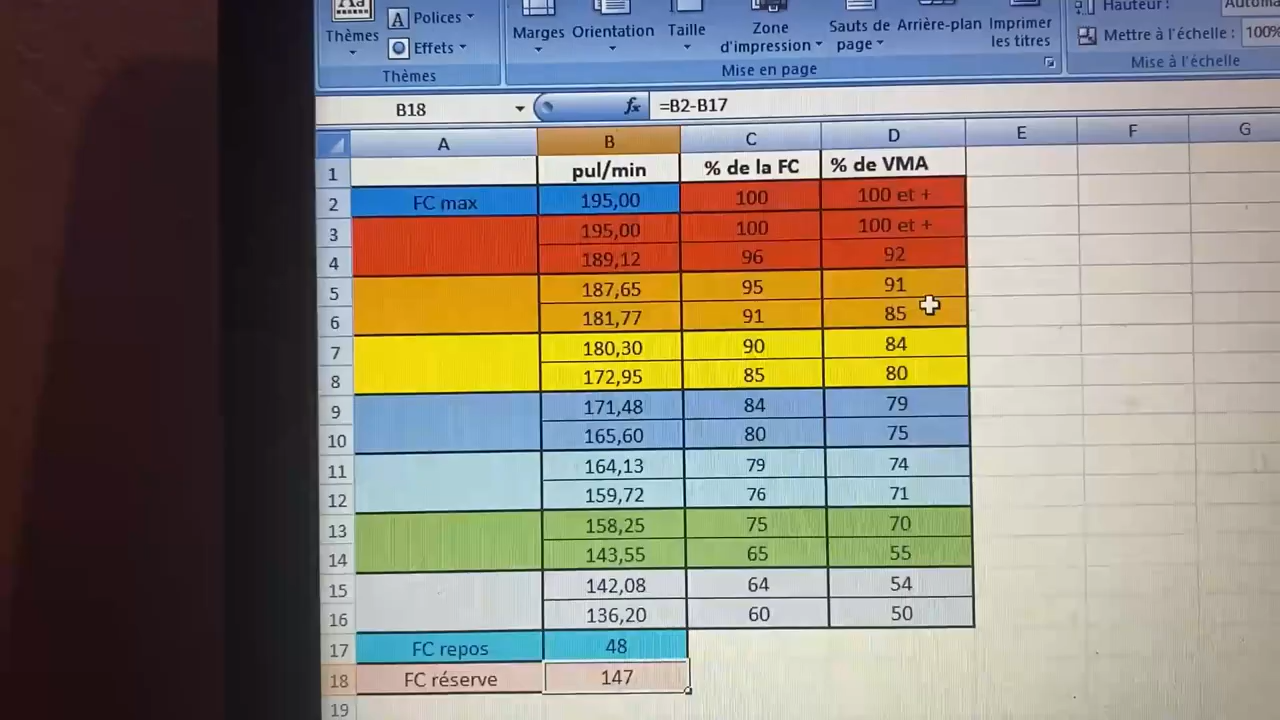 Aa Polices Hauteur : Automa
Thèmes Effets Marges Orientation Taille Zone d'impression Sauts de page Arrière-plan Imprimer les titres Mettre à l'échelle : 100%
Thèmes Mise en page Mise à l'échelle
B18 fx =B2-B17
A B C D E F G
1 pul/min % de la FC % de VMA
2 FC max 195,00 100 100 et +
3 195,00 100 100 et +
4 189,12 96 92
5 187,65 95 91
6 181,77 91 85
7 180,30 90 84
8 172,95 85 80
9 171,48 84 79
10 165,60 80 75
11 164,13 79 74
12 159,72 76 71
13 158,25 75 70
14 143,55 65 55
15 142,08 64 54
16 136,20 60 50
17 FC repos 48
18 FC réserve 147
19